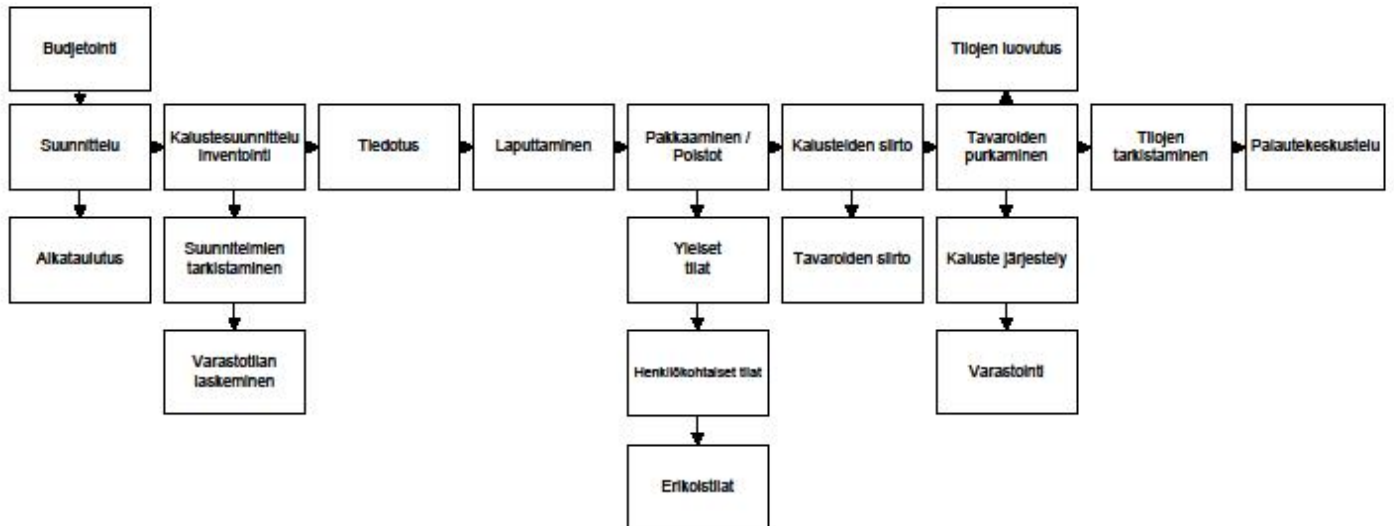 Budjetointi
Tilojen luovutus
Suunnittelu
Kalustesuunnittelu
Inventointi
Tiedotus
Laputtaminen
Pakkaaminen /
Poistot
Kalusteiden siirto
Tavaroiden
purkaminen
Tilojen
tarkistaminen
Palautekeskustelu
Aikataulutus
Suunnitelmien
tarkistaminen
Yleiset
tilat
Tavaroiden siirto
Kaluste järjestely
Varastotilan
laskeminen
Henkilökohtaiset tilat
Varastointi
Erikoistilat